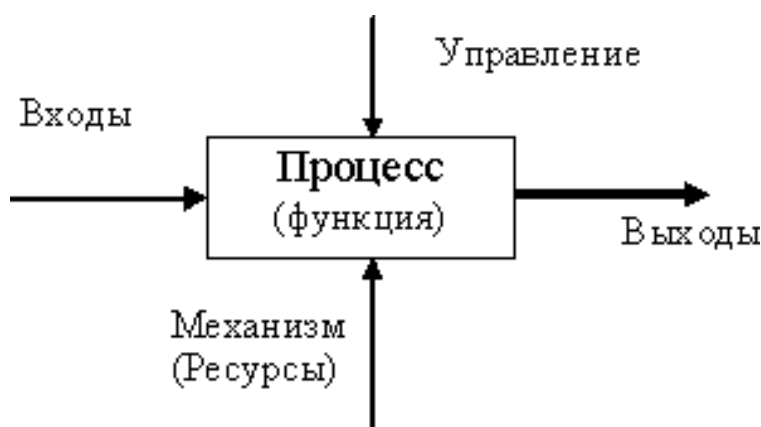 Управление
Входы
Процесс
(функция)
Выходы
Механизм
(Ресурсы)